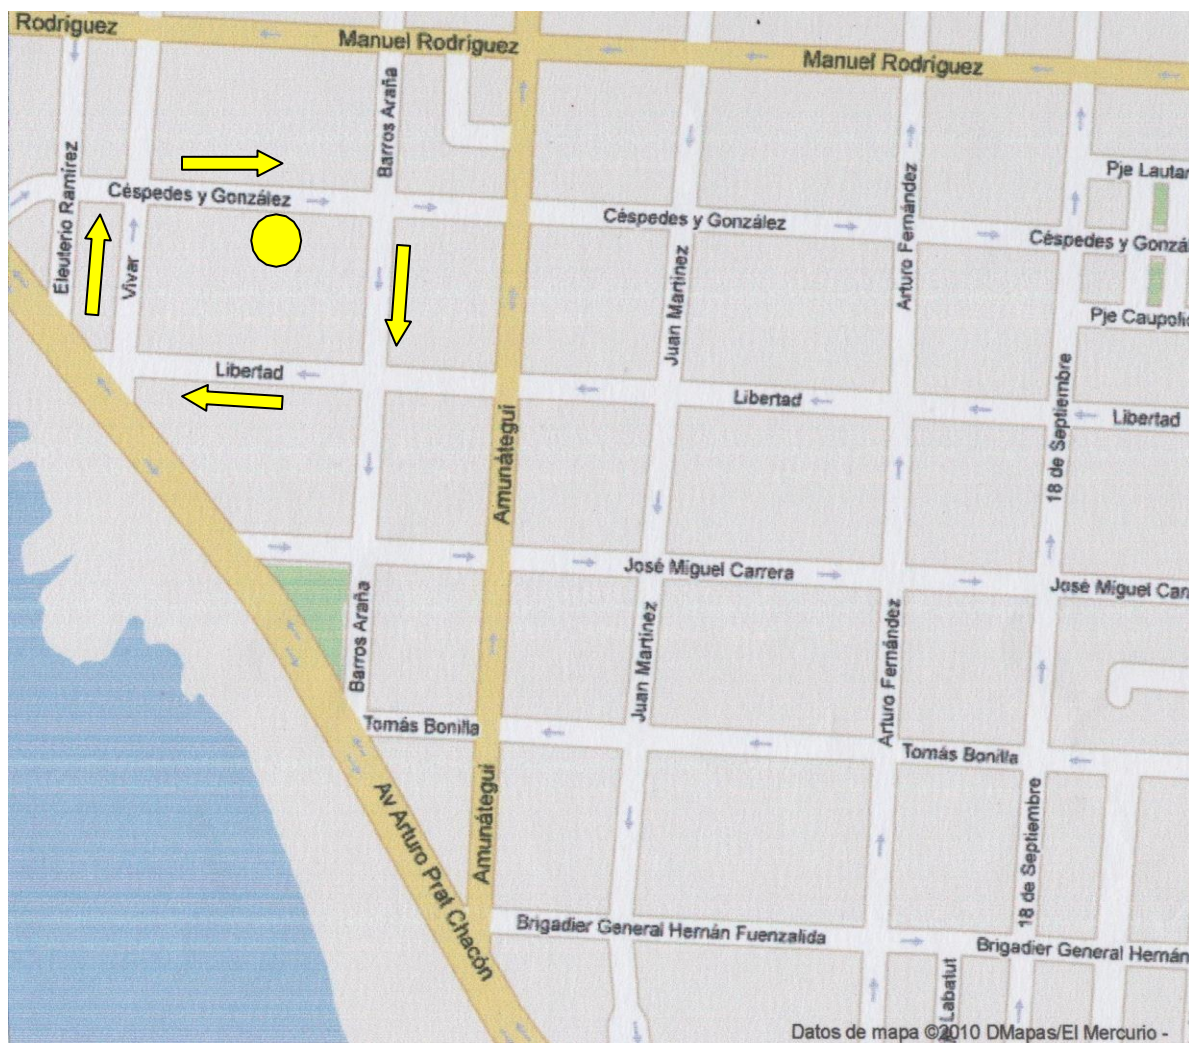 Rodríguez
Manuel Rodríguez
Manuel Rodríguez
Barros Araña
Eleuterio Ramírez
Céspedes y González
Vivar
Arturo Fernández
Pje Lautar
Céspedes y González
Céspedes y Gonzál
Juan Martínez
Pje Caupolic
Libertad
Libertad
Libertad
18 de Septiembre
Amunátegui
José Miguel Carrera
José Miguel Carr
Barros Araña
Juan Martínez
Arturo Fernández
Tomás Bonilla
Tomás Bonilla
Av Arturo Prat Chacón
Amunátegui
18 de Septiembre
Brigadier General Hernán Fuenzalida
Brigadier General Hernán
Labatut
Datos de mapa ©2010 DMapas/El Mercurio -